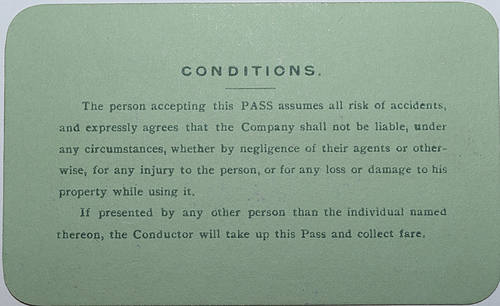 CONDITIONS.
The person accepting this PASS assumes all risk of accidents,
and expressly agrees that the Company shall not be liable, under
any circumstances, whether by negligence of their agents or other-
wise, for any injury to the person, or for any loss or damage to his
property while using it.
If presented by any other person than the individual named
thereon, the Conductor will take up this Pass and collect fare.